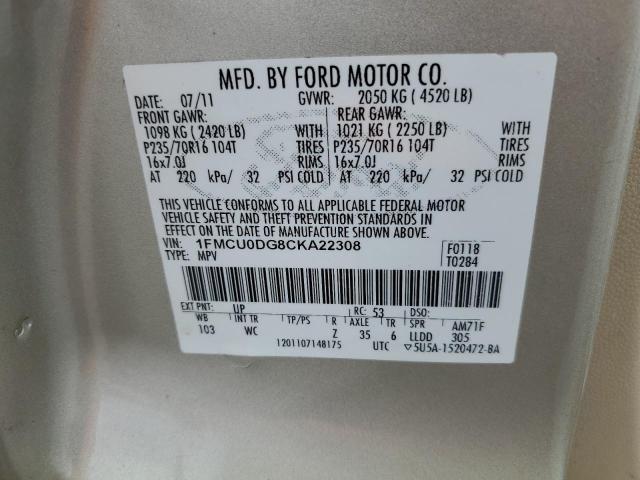 MFD. BY FORD MOTOR CO.
DATE: 07/11 GVWR: 2050 KG ( 4520 LB)
FRONT GAWR: REAR GAWR:
1098 KG ( 2420 LB) WITH 1021 KG ( 2250 LB) WITH
P235/70R16 104T TIRES P235/70R16 104T TIRES
16x7.0J RIMS 16x7.0J RIMS
AT 220 kPa/ 32 PSI COLD AT 220 kPa/ 32 PSI COLD
THIS VEHICLE CONFORMS TO ALL APPLICABLE FEDERAL MOTOR
VEHICLE SAFETY AND THEFT PREVENTION STANDARDS IN
EFFECT ON THE DATE OF MANUFACTURE SHOWN ABOVE.
VIN: 1FMCU0DG8CKA22308 F0118
TYPE: MPV T0284
EXT PNT: UP RC: 53 DSO:
WB INT TR TP/PS R AXLE TR SPR AM71F
103 WC Z 35 6 LLDD 305
1201107148175 UTC ▽5U5A-1520472-BA